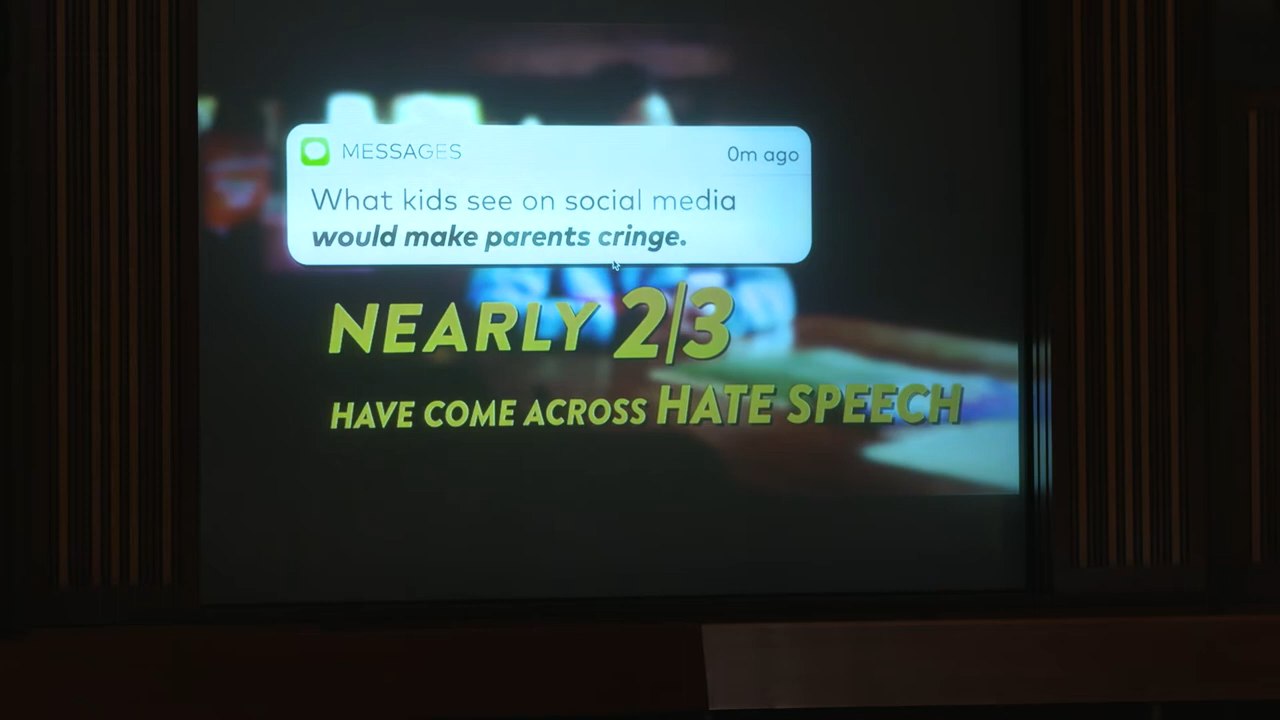 MESSAGES 0m ago
What kids see on social media
would make parents cringe.
NEARLY 2/3
HAVE COME ACROSS HATE SPEECH